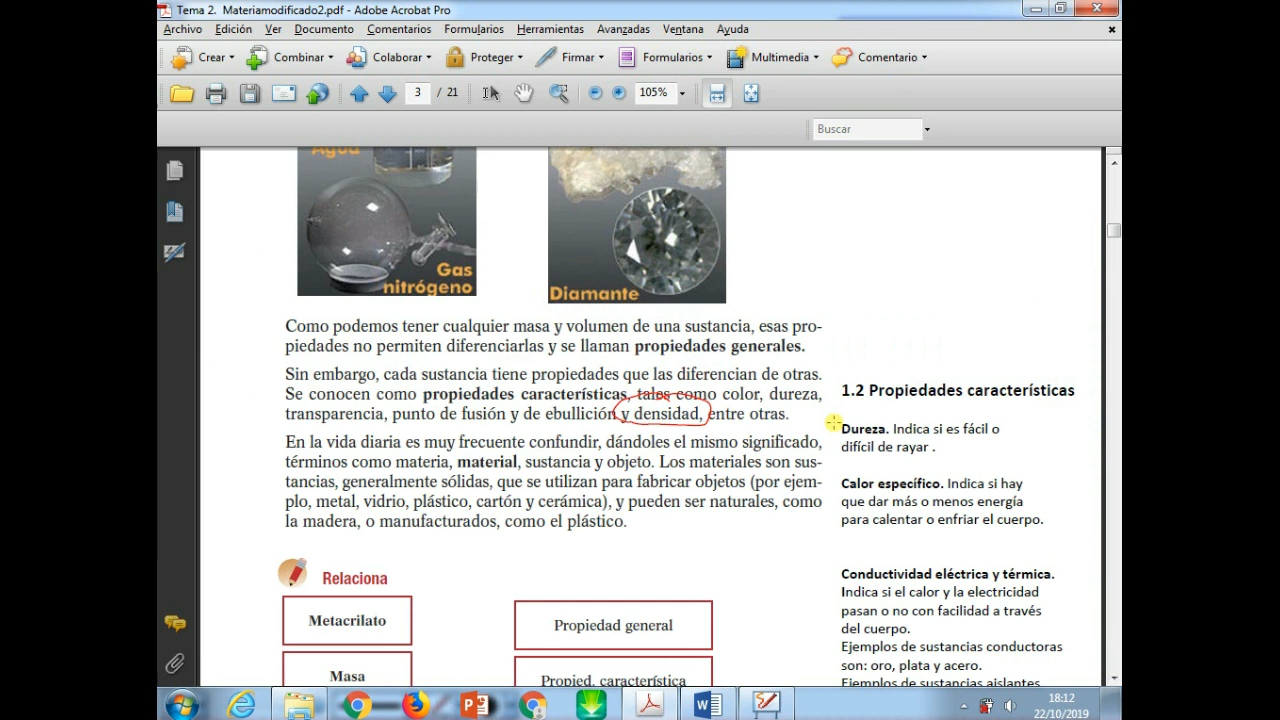 Tema 2. Materiamodificado2.pdf - Adobe Acrobat Pro
Archivo Edición Ver Documento Comentarios Formularios Herramientas Avanzadas Ventana Ayuda
Crear Combinar Colaborar Proteger Firmar Formularios Multimedia Comentario
3 / 21 105%
Buscar
Agua
Gas
nitrógeno
Diamante
Como podemos tener cualquier masa y volumen de una sustancia, esas pro-
piedades no permiten diferenciarlas y se llaman propiedades generales.
Sin embargo, cada sustancia tiene propiedades que las diferencian de otras.
Se conocen como propiedades características, tales como color, dureza,
transparencia, punto de fusión y de ebullición y densidad, entre otras.
En la vida diaria es muy frecuente confundir, dándoles el mismo significado,
términos como materia, material, sustancia y objeto. Los materiales son sus-
tancias, generalmente sólidas, que se utilizan para fabricar objetos (por ejem-
plo, metal, vidrio, plástico, cartón y cerámica), y pueden ser naturales, como
la madera, o manufacturados, como el plástico.
1.2 Propiedades características
Dureza. Indica si es fácil o
difícil de rayar .
Calor específico. Indica si hay
que dar más o menos energía
para calentar o enfriar el cuerpo.
Conductividad eléctrica y térmica.
Indica si el calor y la electricidad
pasan o no con facilidad a través
del cuerpo.
Ejemplos de sustancias conductoras
son: oro, plata y acero.
Ejemplos de sustancias aislantes
Relaciona
Metacrilato
Propiedad general
Masa
Propied. característica
18:12
22/10/2019